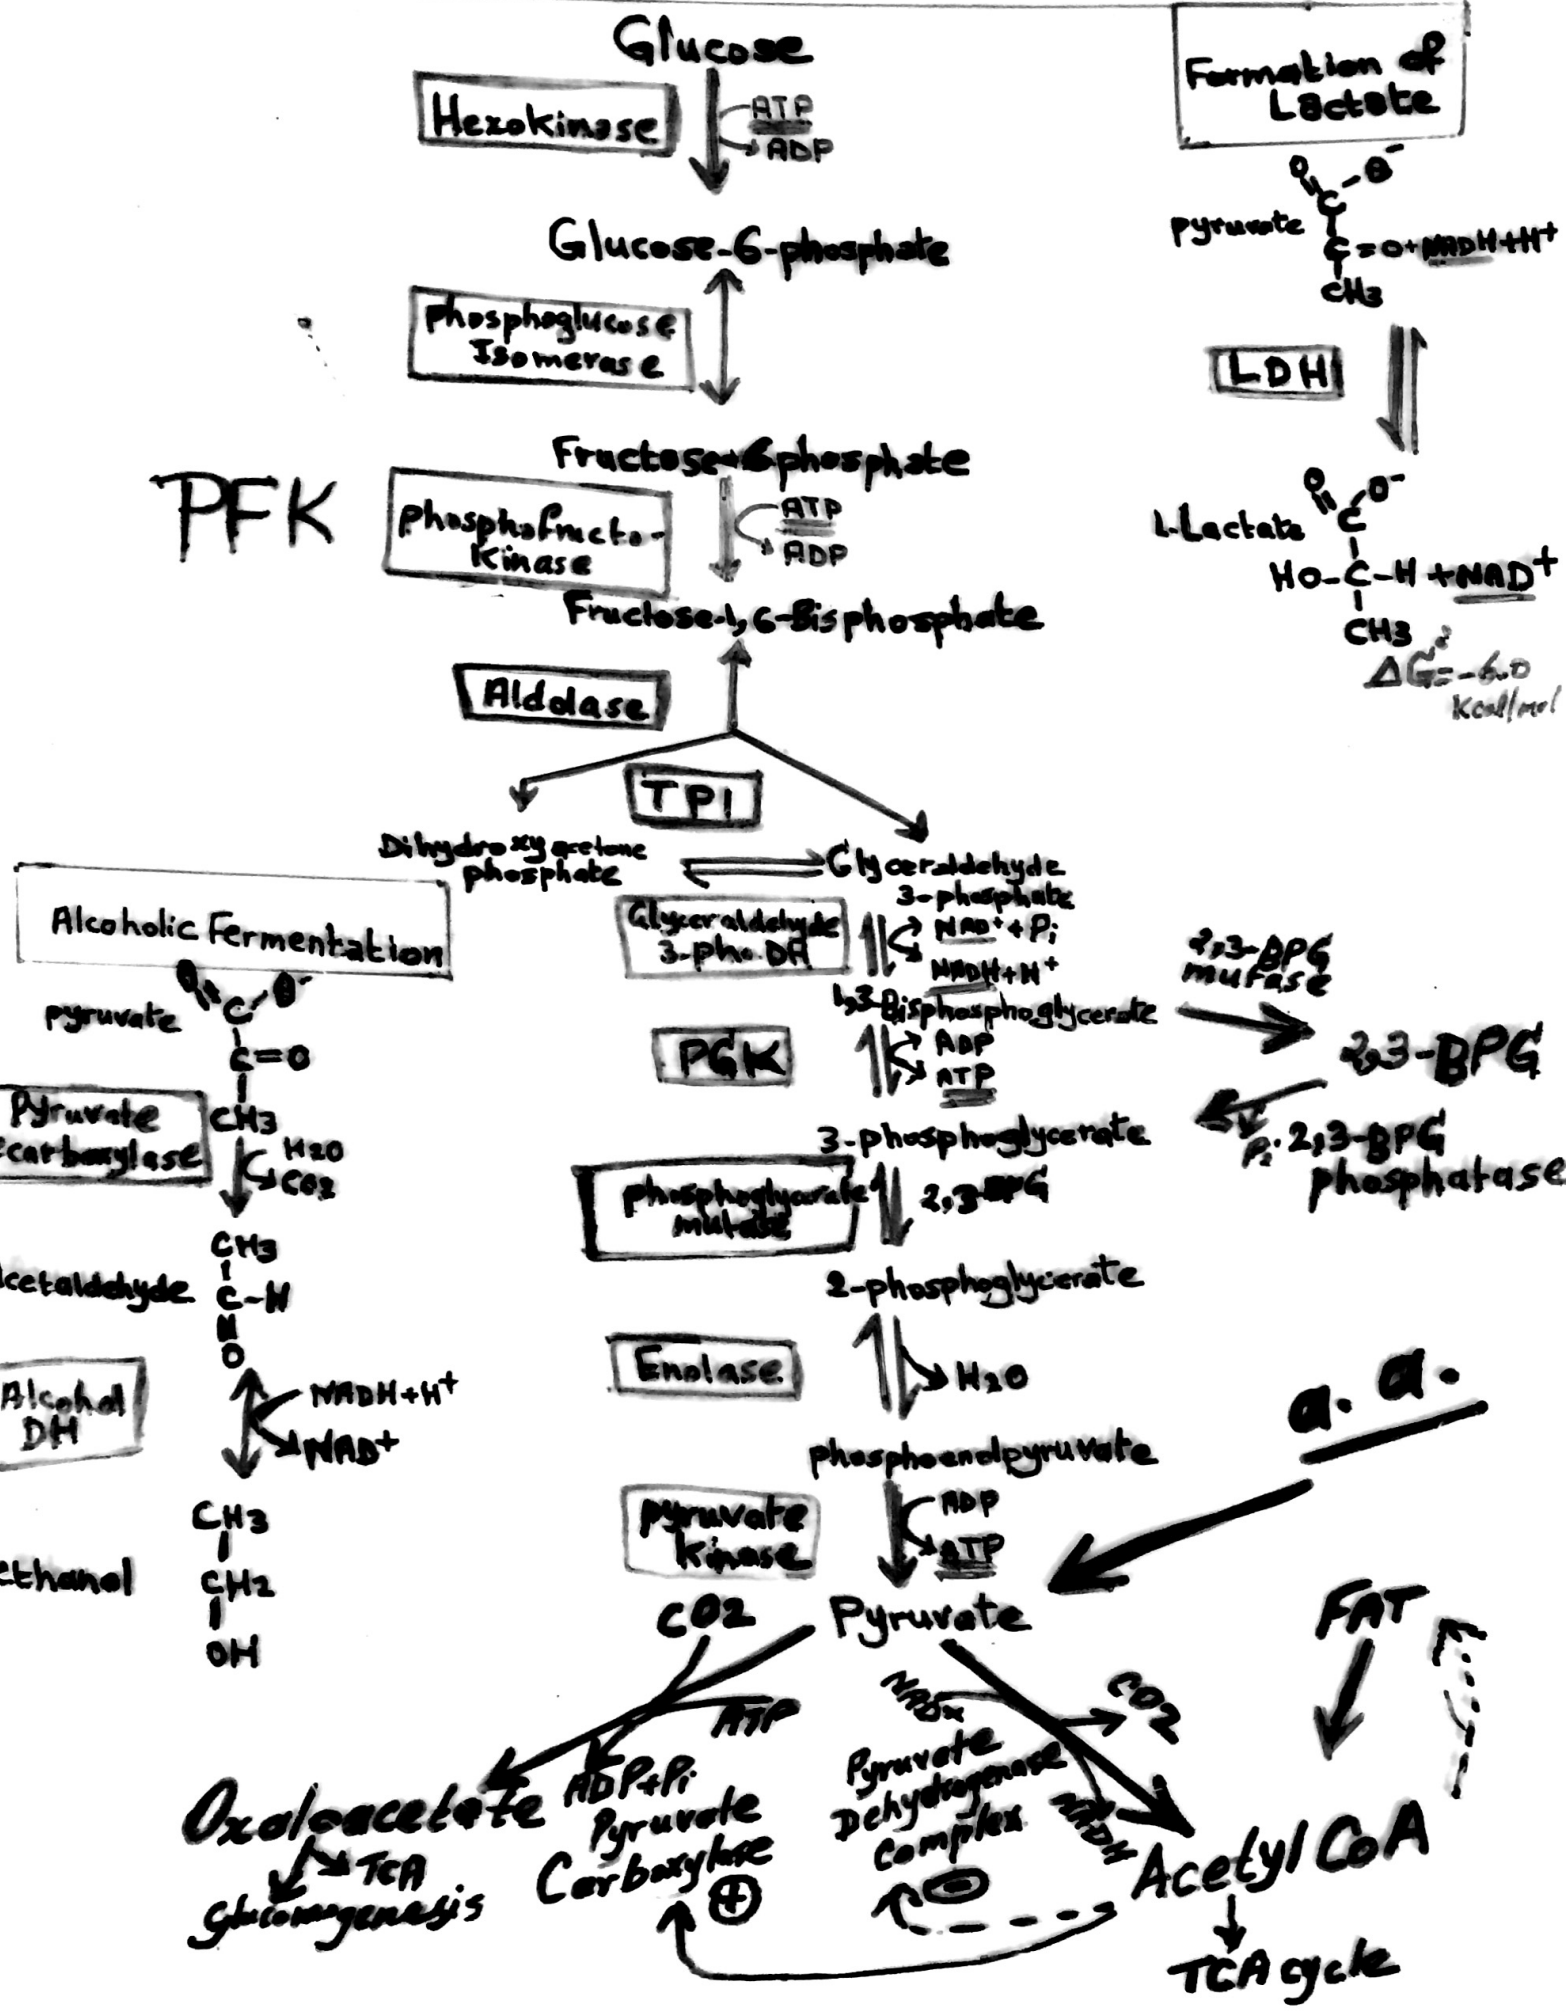 Glucose
Hexokinase
ATP
ADP
Glucose-6-phosphate
phosphoglucose
Isomerase
Fructose-6phosphate
PFK
phosphofructo-
Kinase
ATP
ADP
Fructose-1,6-Bisphosphate
Aldolase
TPI
Dihydroxyacetone
phosphate
Glyceraldehyde
3-phosphate
Glyceraldehyde
3-pho.DH
NAD+ + Pi
NADH+H+
1,3-Bisphosphoglycerate
2,3-BPG
mutase
2,3-BPG
PGK
ADP
ATP
3-phosphoglycerate
Pi
2,3-BPG
phosphatase
phosphoglycerate
mutase
2,3-BPG
2-phosphoglycerate
Enolase
H2O
phosphoenolpyruvate
a.a.
pyruvate
kinase
ADP
ATP
Pyruvate
CO2
ATP
ADP+Pi
Pyruvate
Carboxylase
+
Oxaloacetate
TCA
Gluconogenesis
CO2
Pyruvate
Dehydrogenase
Complex
NADH
-
FAT
Acetyl CoA
TCA cycle
Formation of
Lactate
O O-
C
pyruvate
C=O+NADH+H+
CH3
LDH
O O-
C
L-Lactate
HO-C-H +NAD+
CH3
ΔG°=-6.0
Kcal/mol
Alcoholic Fermentation
O O-
C
pyruvate
C=O
CH3
Pyruvate
ecarboxylase
H2O
CO2
CH3
cetaldehyde
C-H
O
Alcohol
DH
NADH+H+
NAD+
CH3
CH2
ethanol
OH